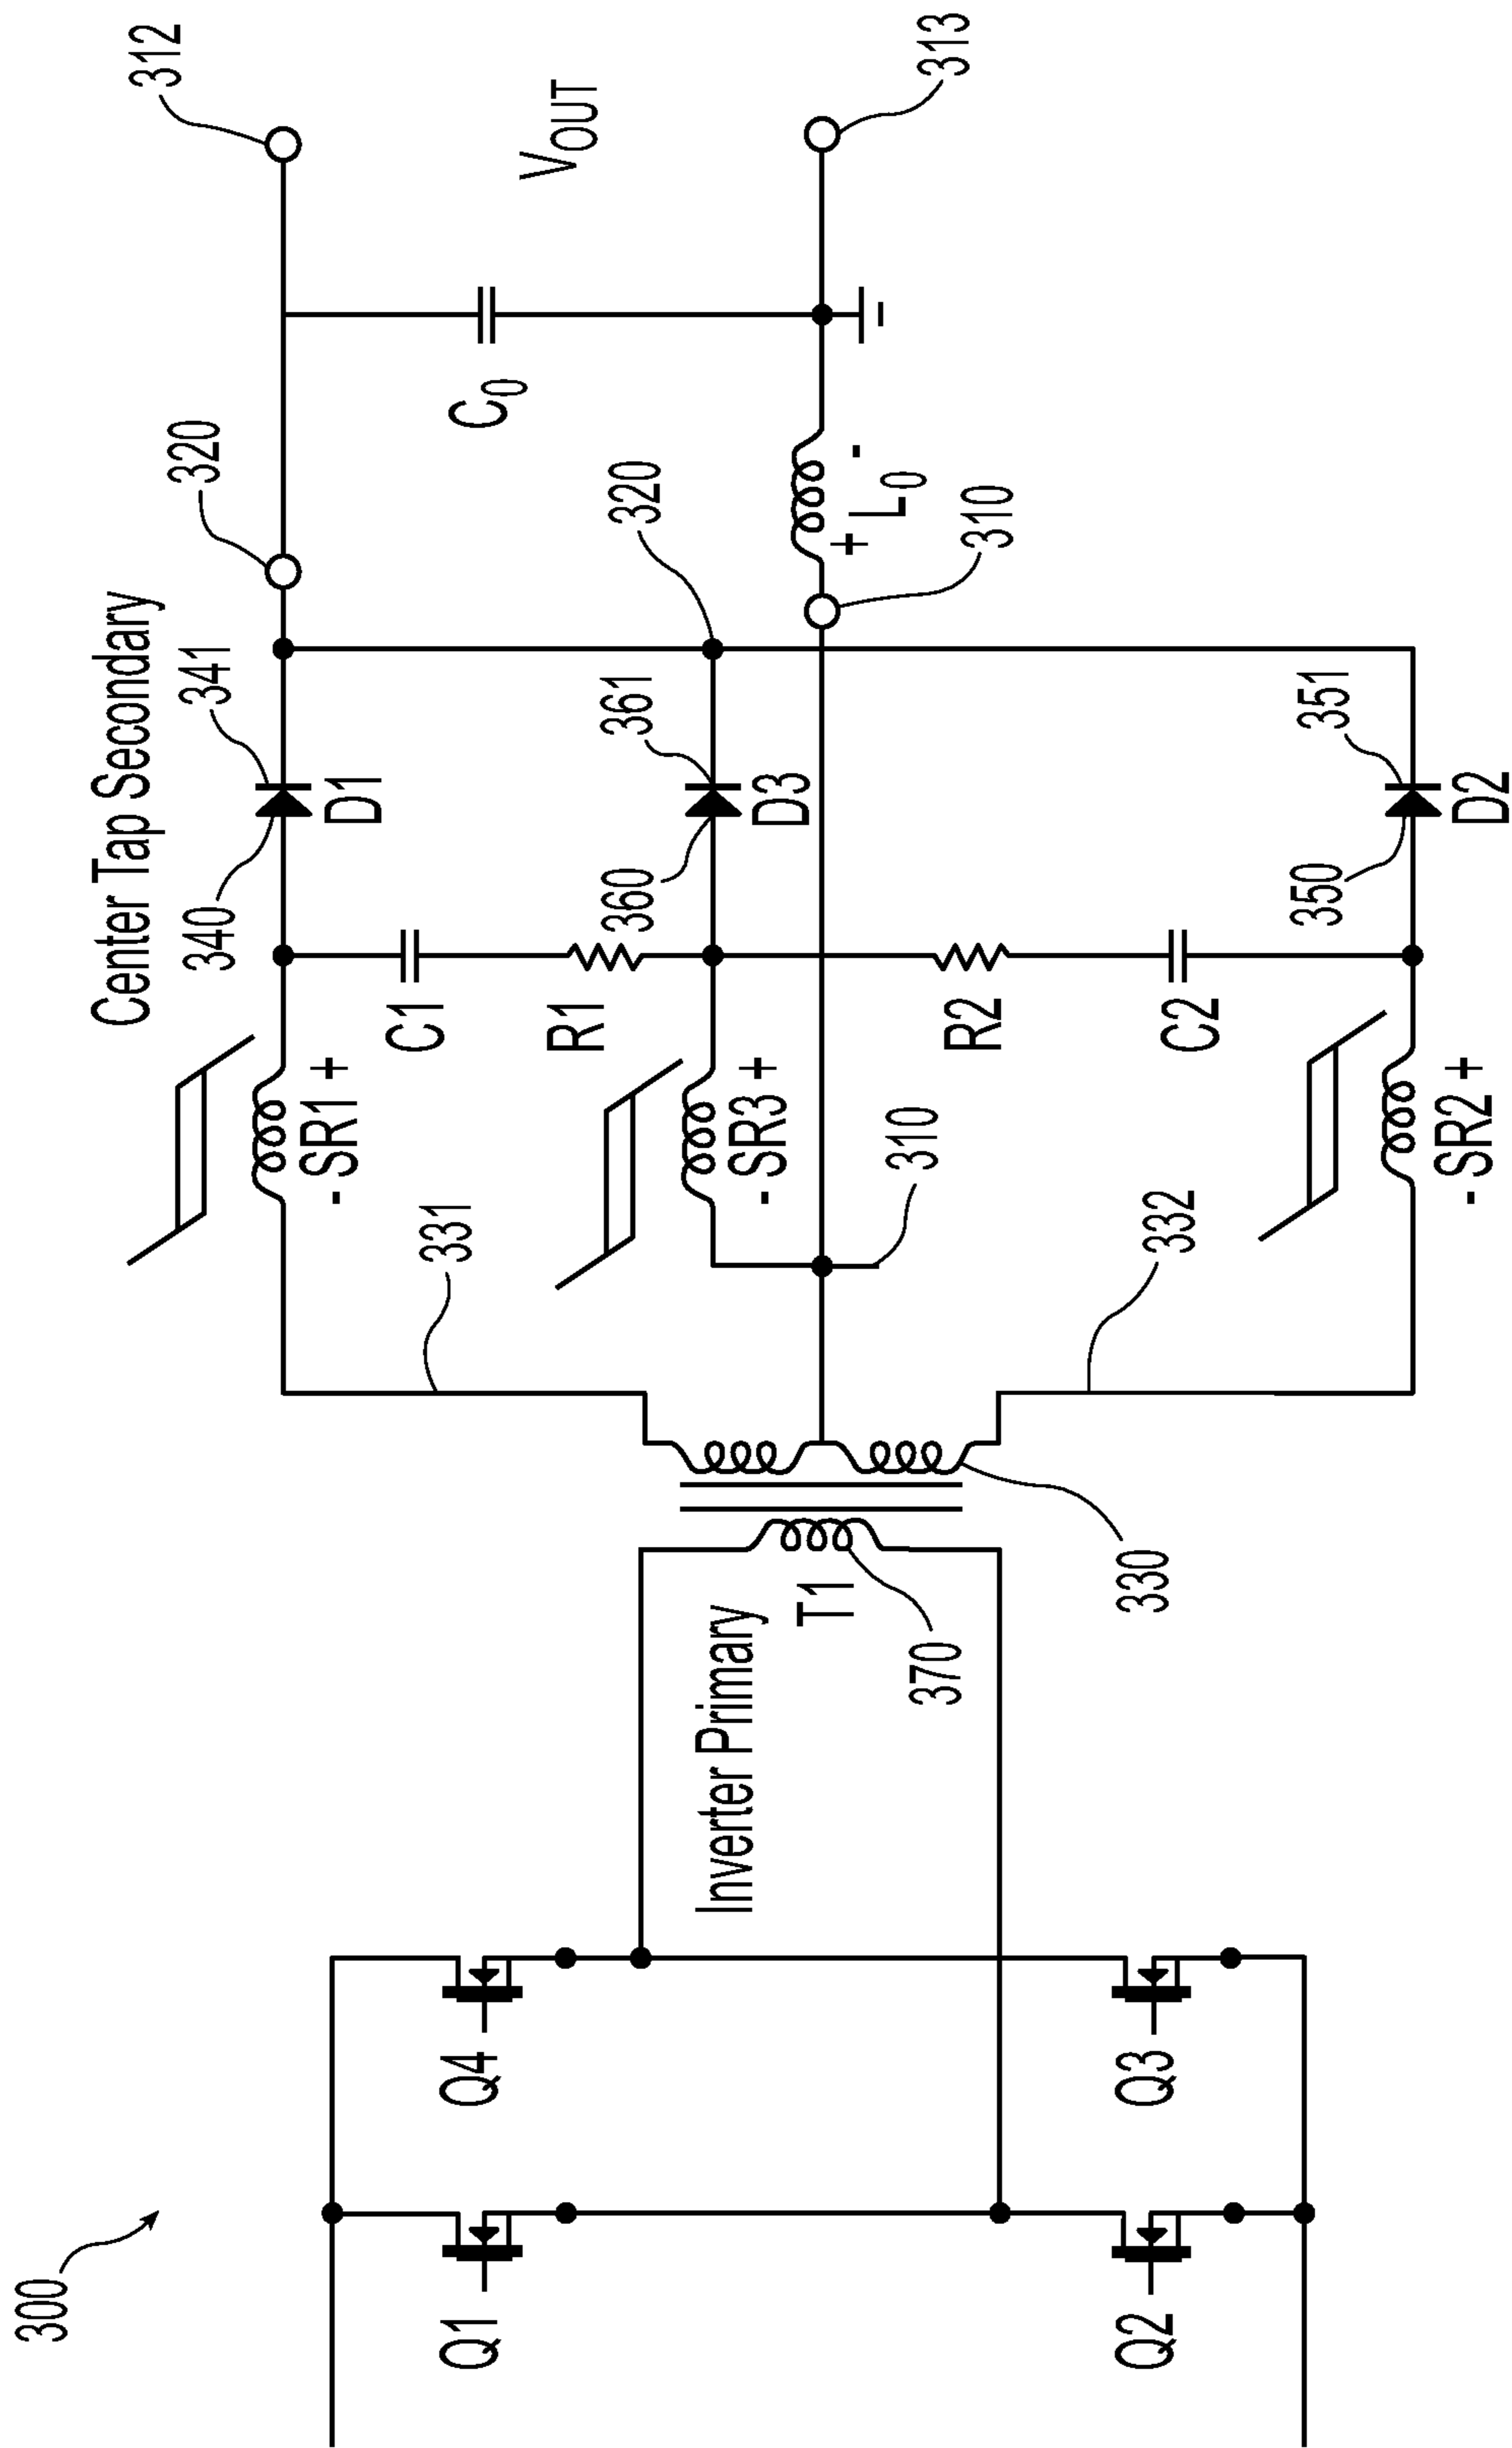 300
Center Tap Secondary
Inverter Primary
Q1
Q4
Q2
Q3
T1
370
330
331
332
- SR1 +
- SR3 +
- SR2 +
310
C1
R1
R2
C2
340
341
D1
360
361
D3
350
351
D2
320
320
310
+ L0 -
C0
312
VOUT
313